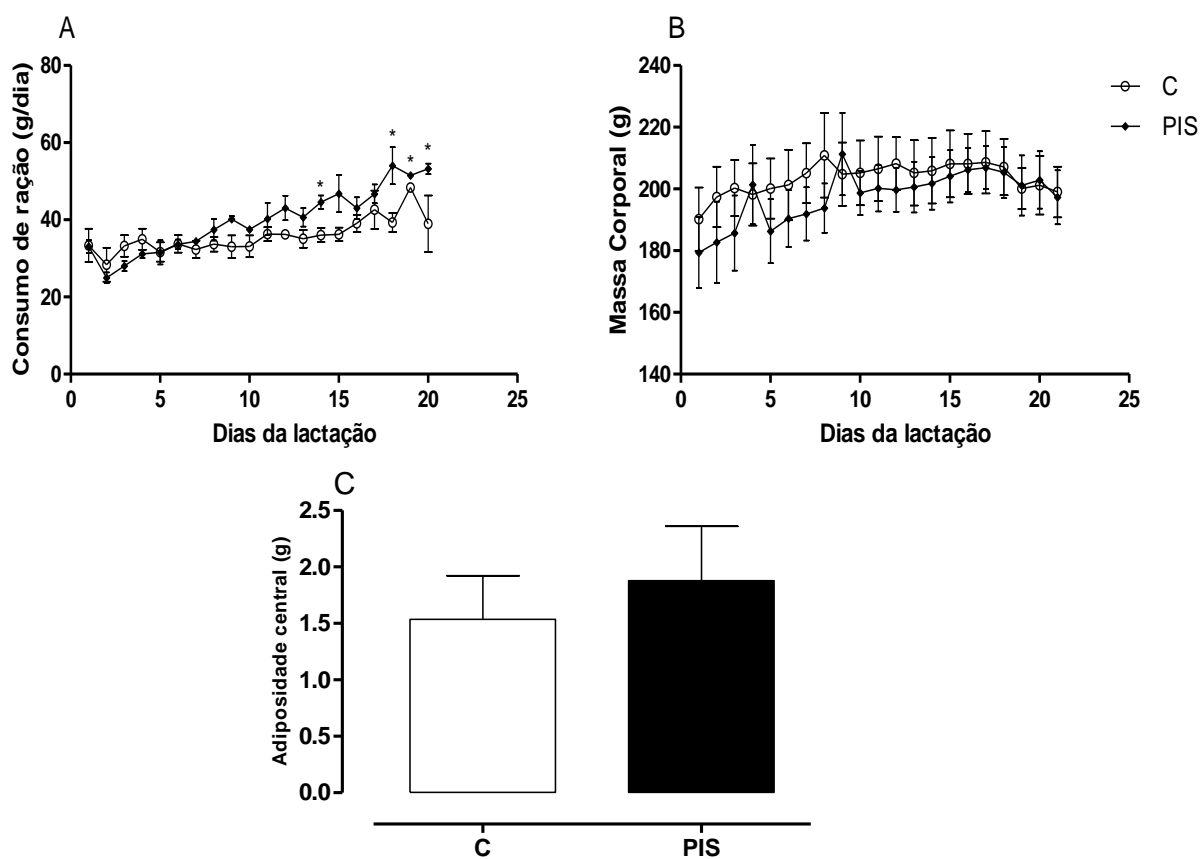 A
Consumo de ração (g/dia)
80
60
40
20
0
* * * *
0 5 10 15 20 25
Dias da lactação
B
Massa Corporal (g)
240
220
200
180
160
140
0 5 10 15 20 25
Dias da lactação
C
PIS
C
Adiposidade central (g)
2.5
2.0
1.5
1.0
0.5
0.0
C PIS